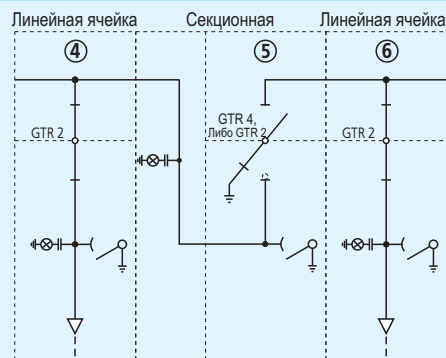 Линейная ячейка
Секционная
Линейная ячейка
4
5
6
GTR 2
GTR 4,
Либо GTR 2
GTR 2